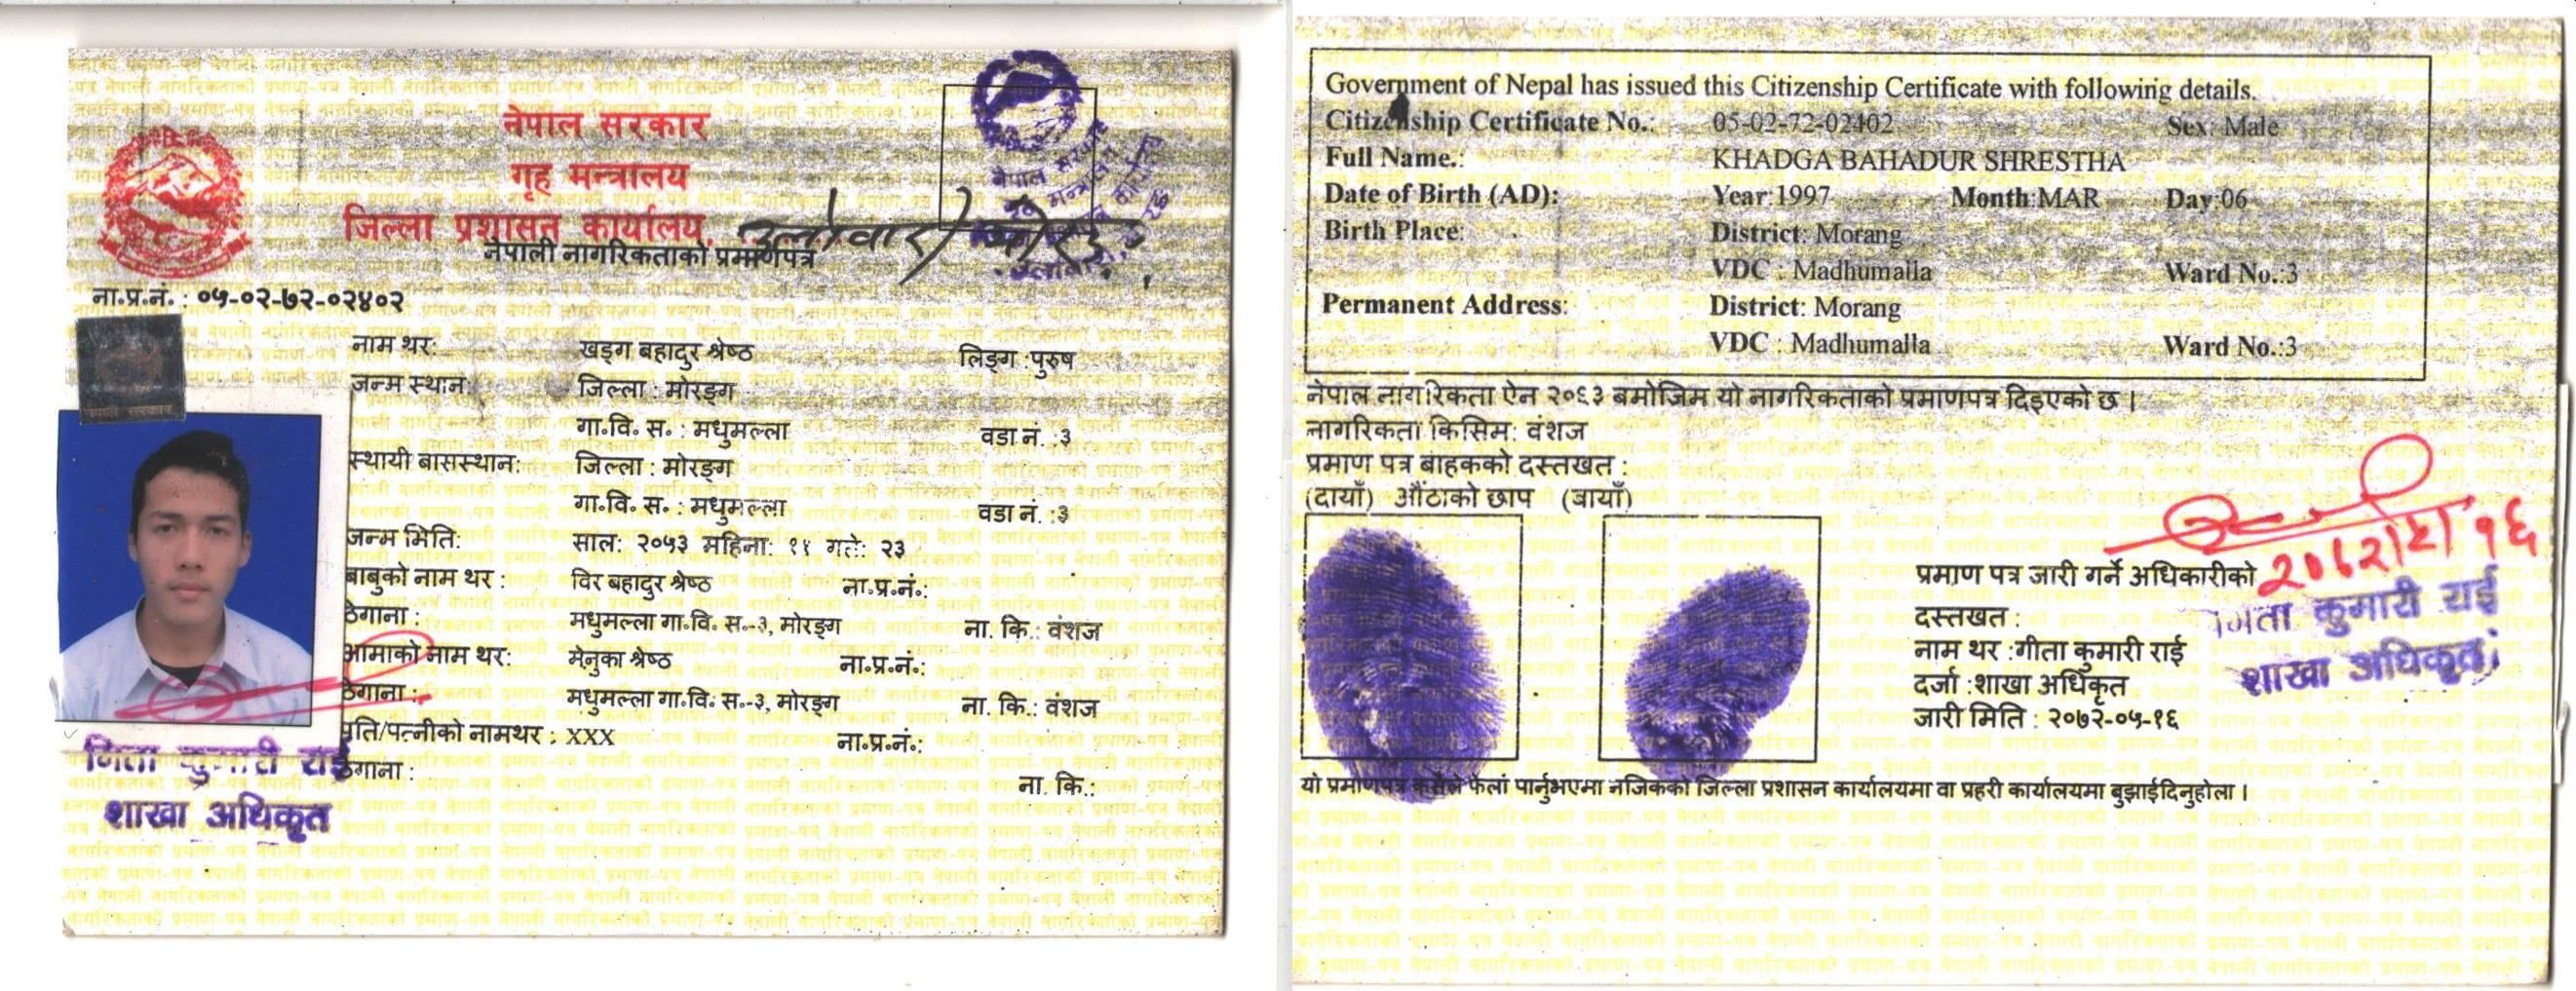 नेपाल सरकार
गृह मन्त्रालय
जिल्ला प्रशासन कार्यालय,
नेपाली नागरिकताको प्रमाणपत्र
ना.प्र.नं. : ०५-०२-७२-०२४०२
नाम थर: खड्ग बहादुर श्रेष्ठ लिङ्ग :पुरुष
जन्म स्थान: जिल्ला : मोरङ्ग
गा.वि. स. : मधुमल्ला वडा नं. :३
स्थायी बासस्थान: जिल्ला : मोरङ्ग
गा.वि. स. : मधुमल्ला वडा नं. :३
जन्म मिति: साल: २०५३ महिना: ११ गते: २३
बाबुको नाम थर : विर बहादुर श्रेष्ठ ना.प्र.नं.:
ठेगाना : मधुमल्ला गा.वि. स.-३, मोरङ्ग ना. कि.: वंशज
आमाको नाम थर: मेनुका श्रेष्ठ ना.प्र.नं.:
ठेगाना : मधुमल्ला गा.वि. स.-३, मोरङ्ग ना. कि.: वंशज
पति/पत्नीको नामथर : XXX ना.प्र.नं.:
ठेगाना :
ना. कि.:
गिता कुमारी राई
शाखा अधिकृत
Government of Nepal has issued this Citizenship Certificate with following details.
Citizenship Certificate No.: 05-02-72-02402 Sex: Male
Full Name.: KHADGA BAHADUR SHRESTHA
Date of Birth (AD): Year:1997 Month:MAR Day:06
Birth Place: District: Morang
VDC : Madhumalla Ward No.:3
Permanent Address: District: Morang
VDC : Madhumalla Ward No.:3
नेपाल नागरिकता ऐन २०६३ बमोजिम यो नागरिकताको प्रमाणपत्र दिइएको छ ।
नागरिकता किसिम: वंशज
प्रमाण पत्र बाहकको दस्तखत :
(दायाँ) औंठाको छाप (बायाँ)
प्रमाण पत्र जारी गर्ने अधिकारीको
दस्तखत :
नाम थर :गीता कुमारी राई
दर्जा :शाखा अधिकृत
जारी मिति : २०७२-०५-१६
गिता कुमारी राई
शाखा अधिकृत
यो प्रमाणपत्र कसैले फेला पार्नुभएमा नजिकको जिल्ला प्रशासन कार्यालयमा वा प्रहरी कार्यालयमा बुझाईदिनुहोला ।